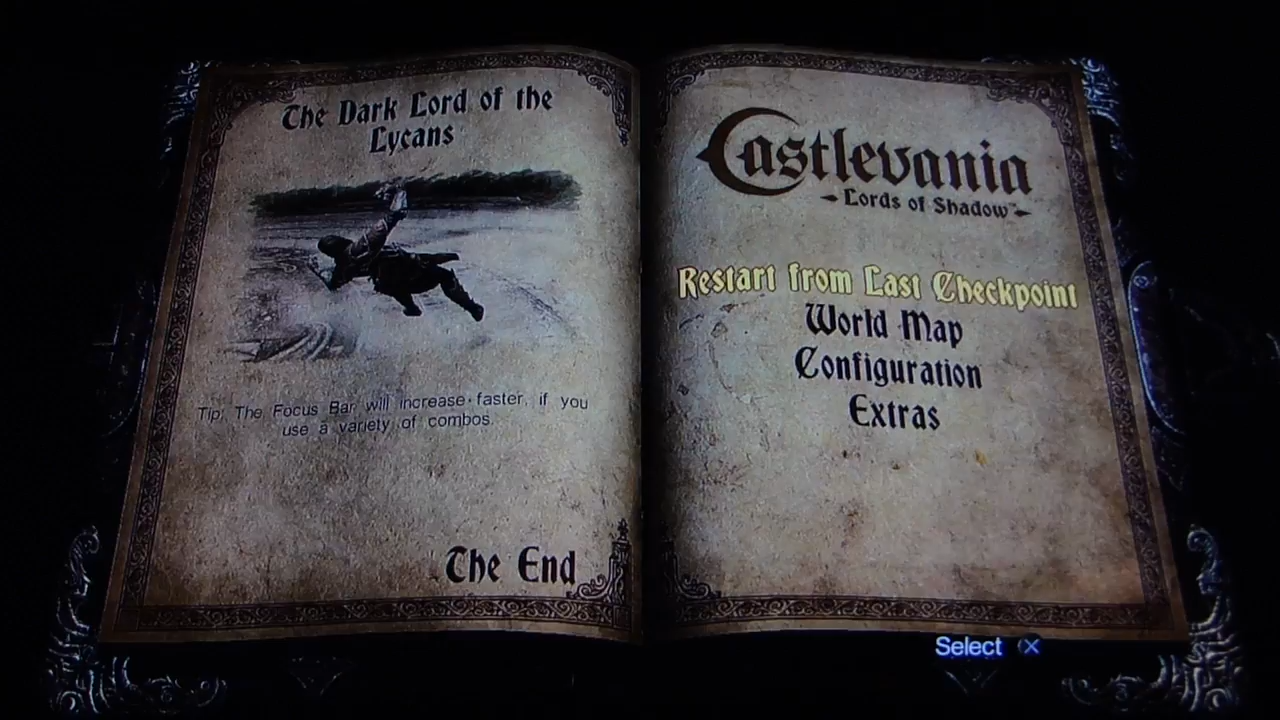 The Dark Lord of the
Lycans
Tip: The Focus Bar will increase faster, if you
use a variety of combos.
The End
Castlevania
Lords of Shadow™
Restart from Last Checkpoint
World Map
Configuration
Extras
Select